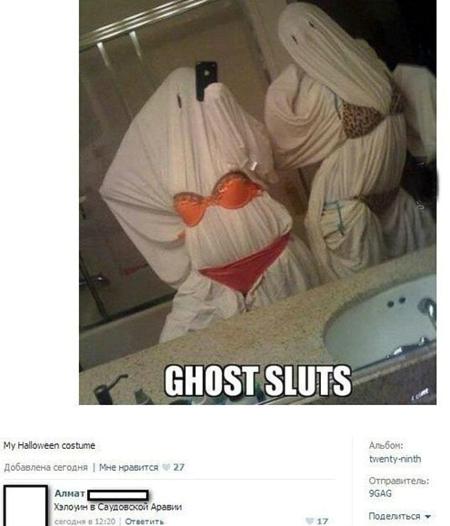 GHOST SLUTS
My Halloween costume
Альбом:
twenty-ninth
Добавлена сегодня | Мне нравится 27
Отправитель:
9GAG
Алмат
Халоуин в Саудовской Аравии
сегодня в 12:20 | Ответить 17
Поделиться